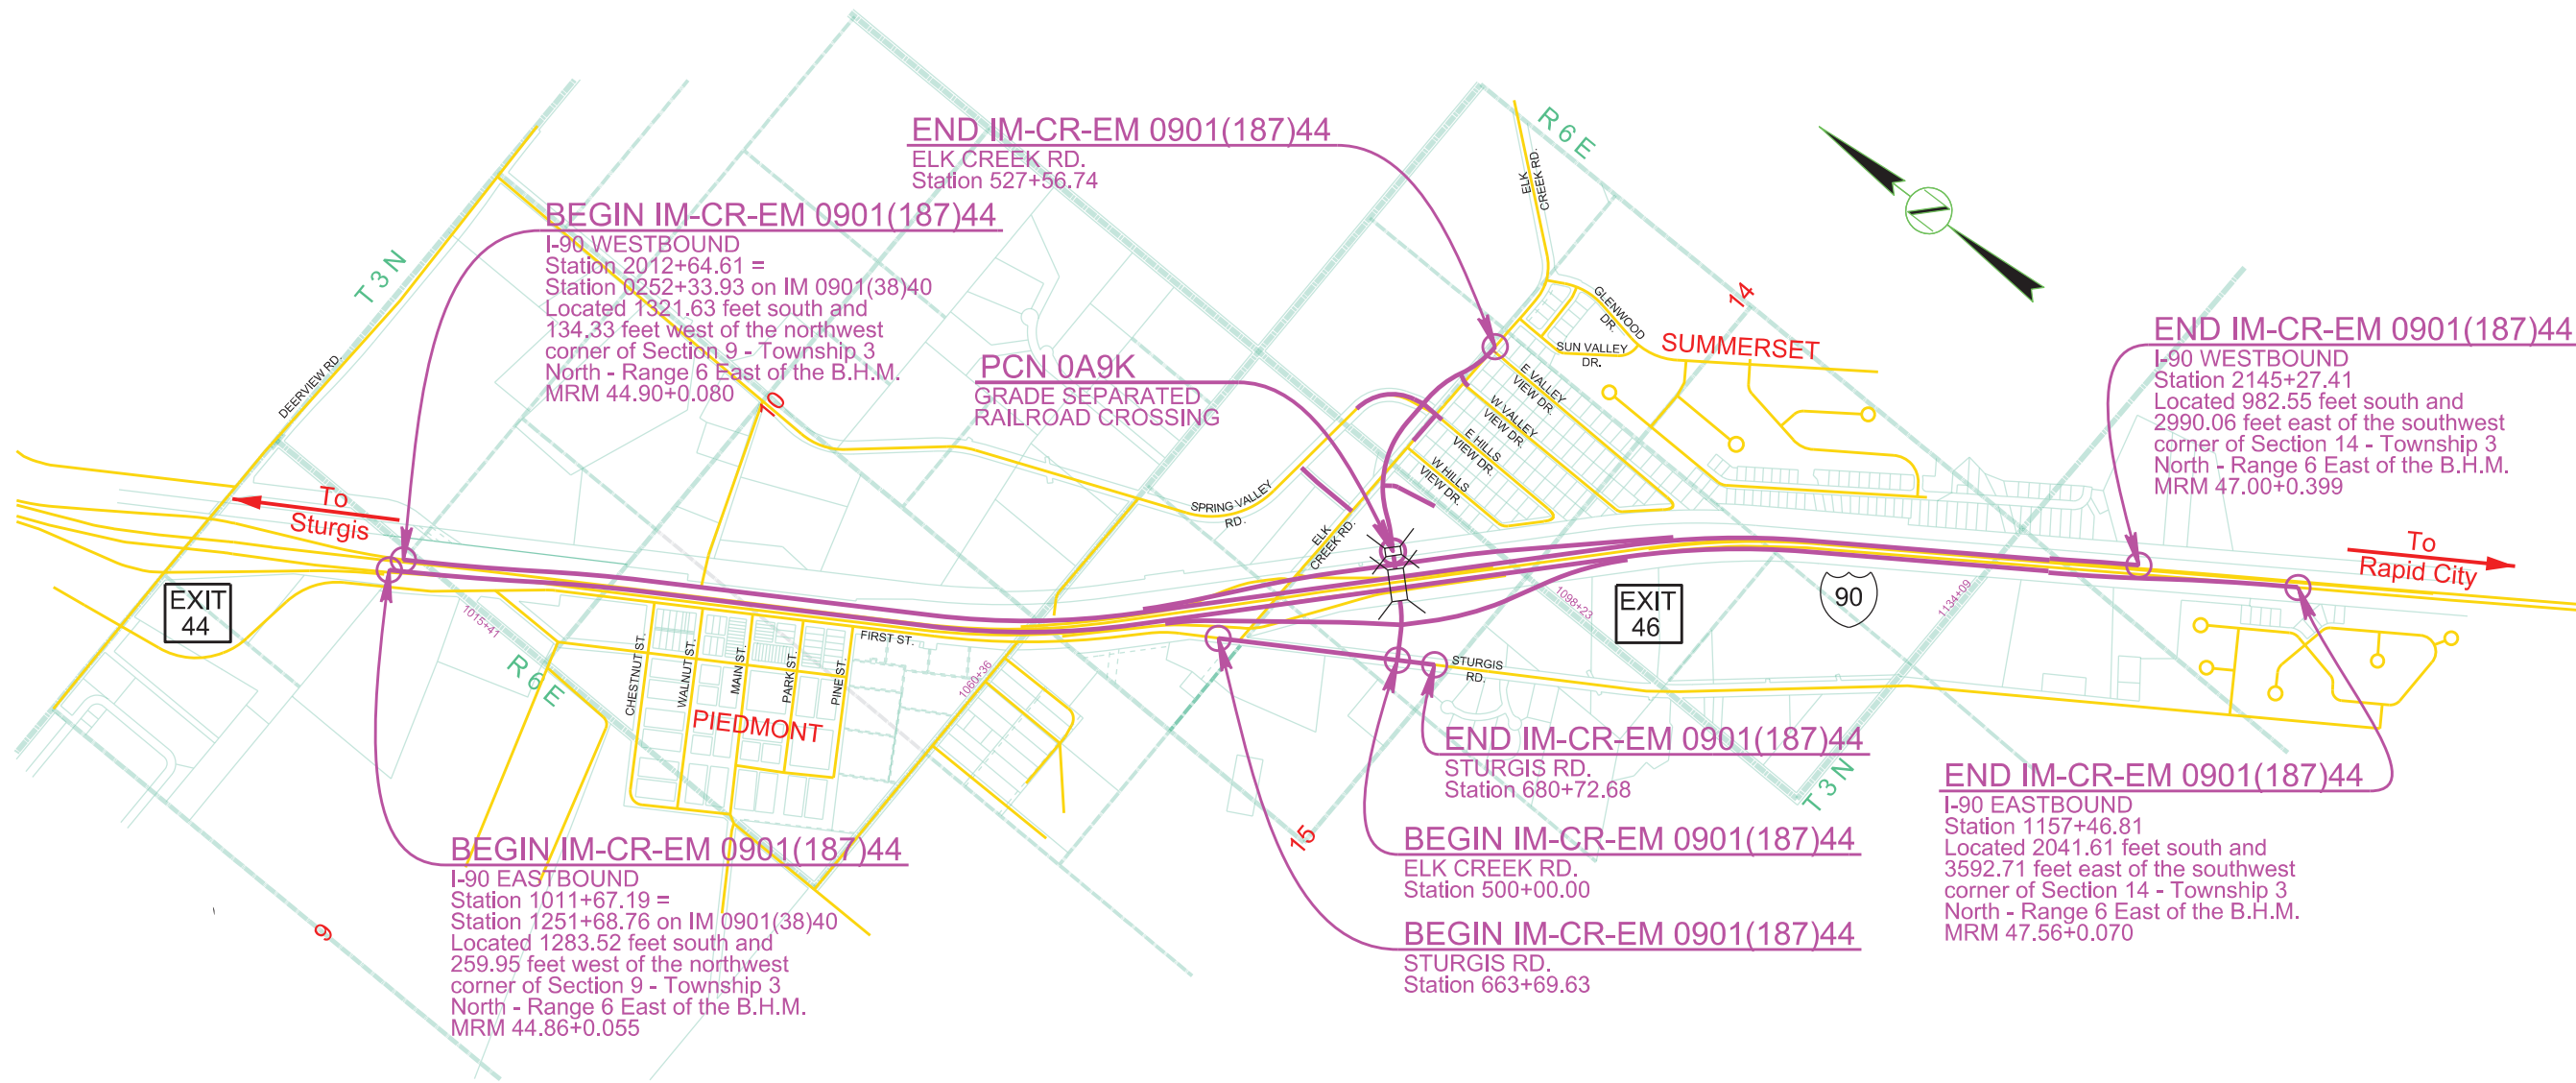 END IM-CR-EM 0901(187)44
ELK CREEK RD.
Station 527+56.74
BEGIN IM-CR-EM 0901(187)44
I-90 WESTBOUND
Station 2012+64.61 =
Station 0252+33.93 on IM 0901(38)40
Located 1321.63 feet south and
134.33 feet west of the northwest
corner of Section 9 - Township 3
North - Range 6 East of the B.H.M.
MRM 44.90+0.080
PCN 0A9K
GRADE SEPARATED
RAILROAD CROSSING
R 6 E
T 3 N
ELK
CREEK RD.
GLENWOOD
DR.
SUN VALLEY
DR.
SUMMERSET
14
10
DEERVIEW RD.
E VALLEY
VIEW DR.
W VALLEY
VIEW DR.
E HILLS
VIEW DR.
W HILLS
VIEW DR.
SPRING VALLEY
RD.
ELK
CREEK RD.
END IM-CR-EM 0901(187)44
I-90 WESTBOUND
Station 2145+27.41
Located 982.55 feet south and
2990.06 feet east of the southwest
corner of Section 14 - Township 3
North - Range 6 East of the B.H.M.
MRM 47.00+0.399
To
Sturgis
To
Rapid City
EXIT
44
EXIT
46
90
1015+41
1060+36
1098+23
1134+09
R 6 E
CHESTNUT ST.
WALNUT ST.
MAIN ST.
PARK ST.
PINE ST.
FIRST ST.
PIEDMONT
STURGIS
RD.
T 3 N
15
9
END IM-CR-EM 0901(187)44
STURGIS RD.
Station 680+72.68
BEGIN IM-CR-EM 0901(187)44
ELK CREEK RD.
Station 500+00.00
BEGIN IM-CR-EM 0901(187)44
STURGIS RD.
Station 663+69.63
END IM-CR-EM 0901(187)44
I-90 EASTBOUND
Station 1157+46.81
Located 2041.61 feet south and
3592.71 feet east of the southwest
corner of Section 14 - Township 3
North - Range 6 East of the B.H.M.
MRM 47.56+0.070
BEGIN IM-CR-EM 0901(187)44
I-90 EASTBOUND
Station 1011+67.19 =
Station 1251+68.76 on IM 0901(38)40
Located 1283.52 feet south and
259.95 feet west of the northwest
corner of Section 9 - Township 3
North - Range 6 East of the B.H.M.
MRM 44.86+0.055